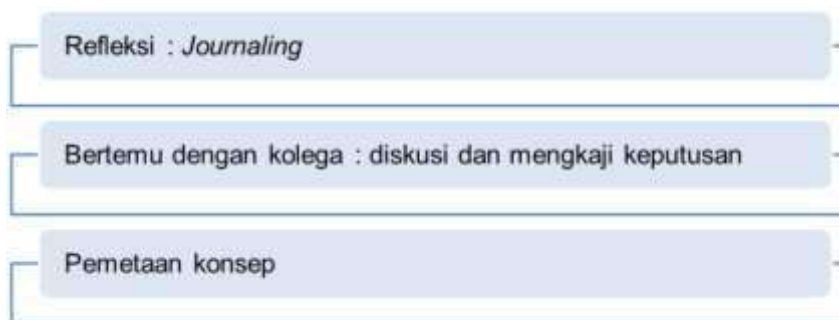 Refleksi : Journaling
Bertemu dengan kolega : diskusi dan mengkaji keputusan
Pemetaan konsep